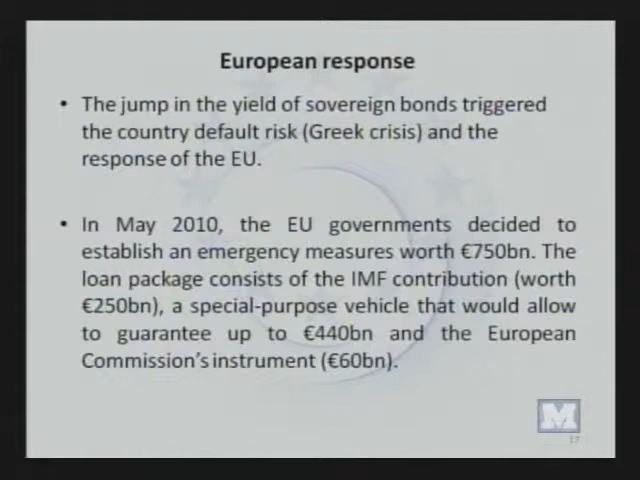 European response
• The jump in the yield of sovereign bonds triggered
the country default risk (Greek crisis) and the
response of the EU.
• In May 2010, the EU governments decided to
establish an emergency measures worth €750bn. The
loan package consists of the IMF contribution (worth
€250bn), a special-purpose vehicle that would allow
to guarantee up to €440bn and the European
Commission's instrument (€60bn).
M
17